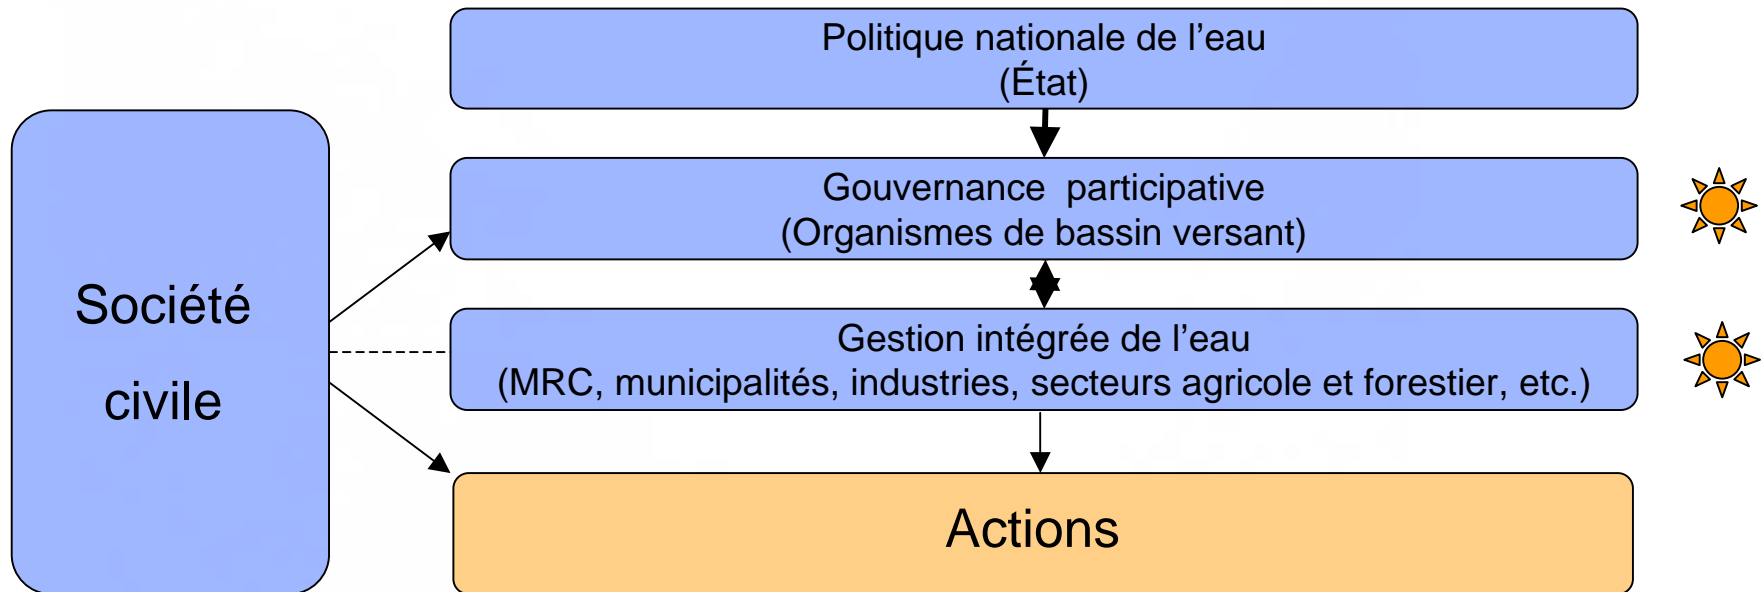 Politique nationale de l’eau
(État)
Gouvernance participative
(Organismes de bassin versant)
Société
civile
Gestion intégrée de l’eau
(MRC, municipalités, industries, secteurs agricole et forestier, etc.)
Actions